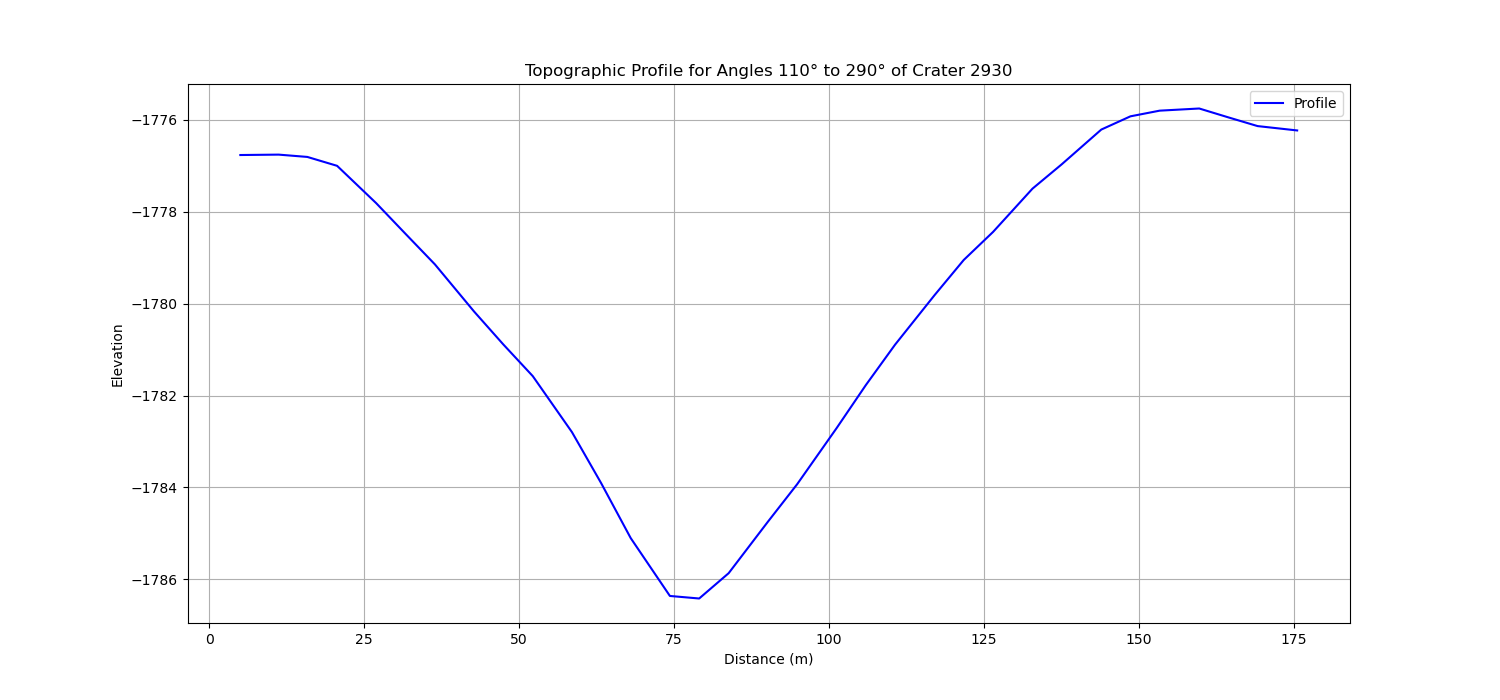 Topographic Profile for Angles 110° to 290° of Crater 2930
Profile
−1776
−1778
−1780
−1782
−1784
−1786
Elevation
0 25 50 75 100 125 150 175
Distance (m)